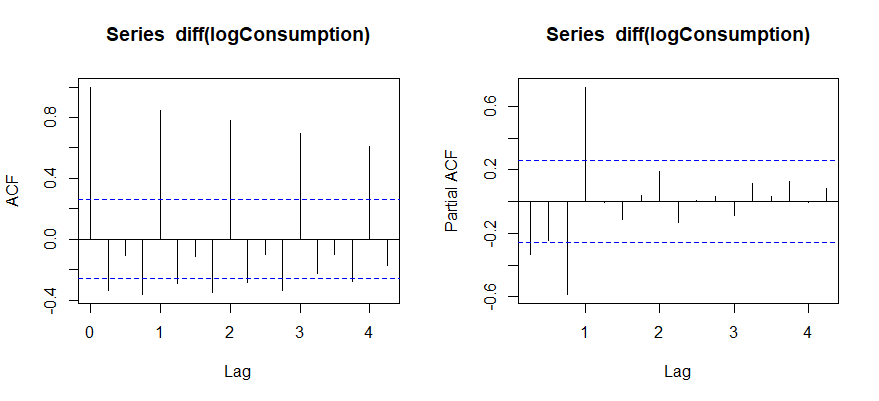 Series diff(logConsumption)
ACF
0.8
0.4
0.0
-0.4
0 1 2 3 4
Lag
Series diff(logConsumption)
Partial ACF
0.6
0.2
-0.2
-0.6
1 2 3 4
Lag